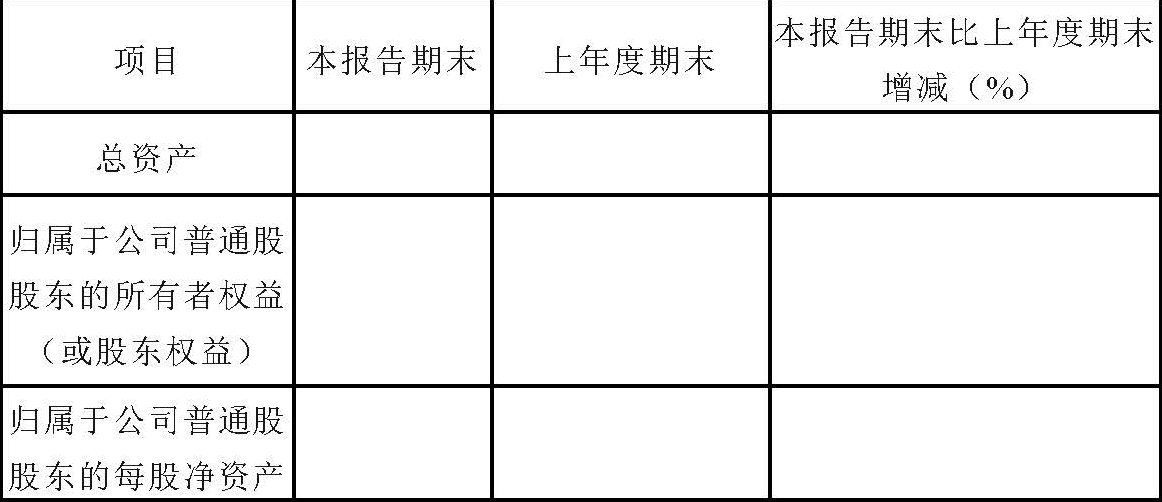 项目
本报告期末
上年度期末
本报告期末比上年度期末
增减（%）
总资产
归属于公司普通股
股东的所有者权益
（或股东权益）
归属于公司普通股
股东的每股净资产